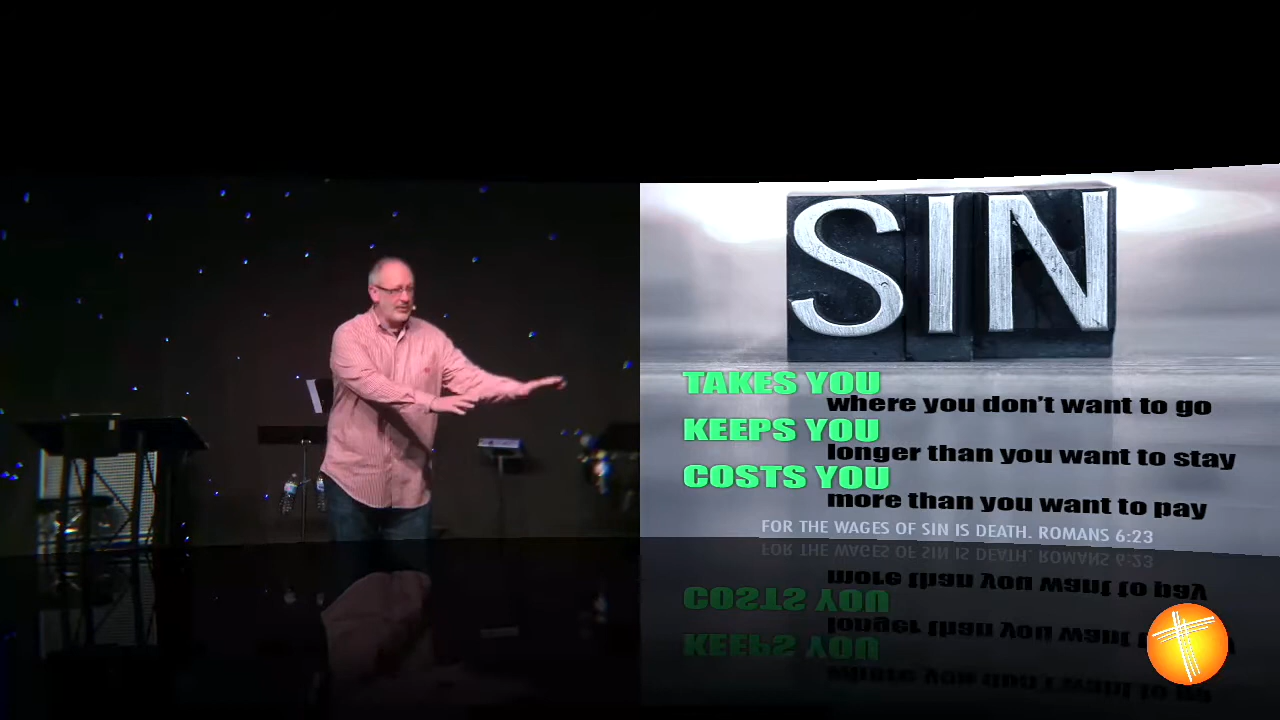 SIN
TAKES YOU
where you don't want to go
KEEPS YOU
longer than you want to stay
COSTS YOU
more than you want to pay
FOR THE WAGES OF SIN IS DEATH. ROMANS 6:23